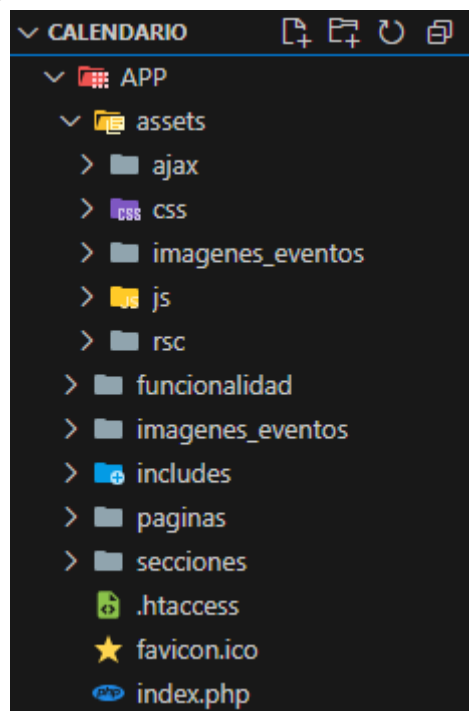 CALENDARIO
APP
assets
ajax
css
imagenes_eventos
js
rsc
funcionalidad
imagenes_eventos
includes
paginas
secciones
.htaccess
favicon.ico
index.php